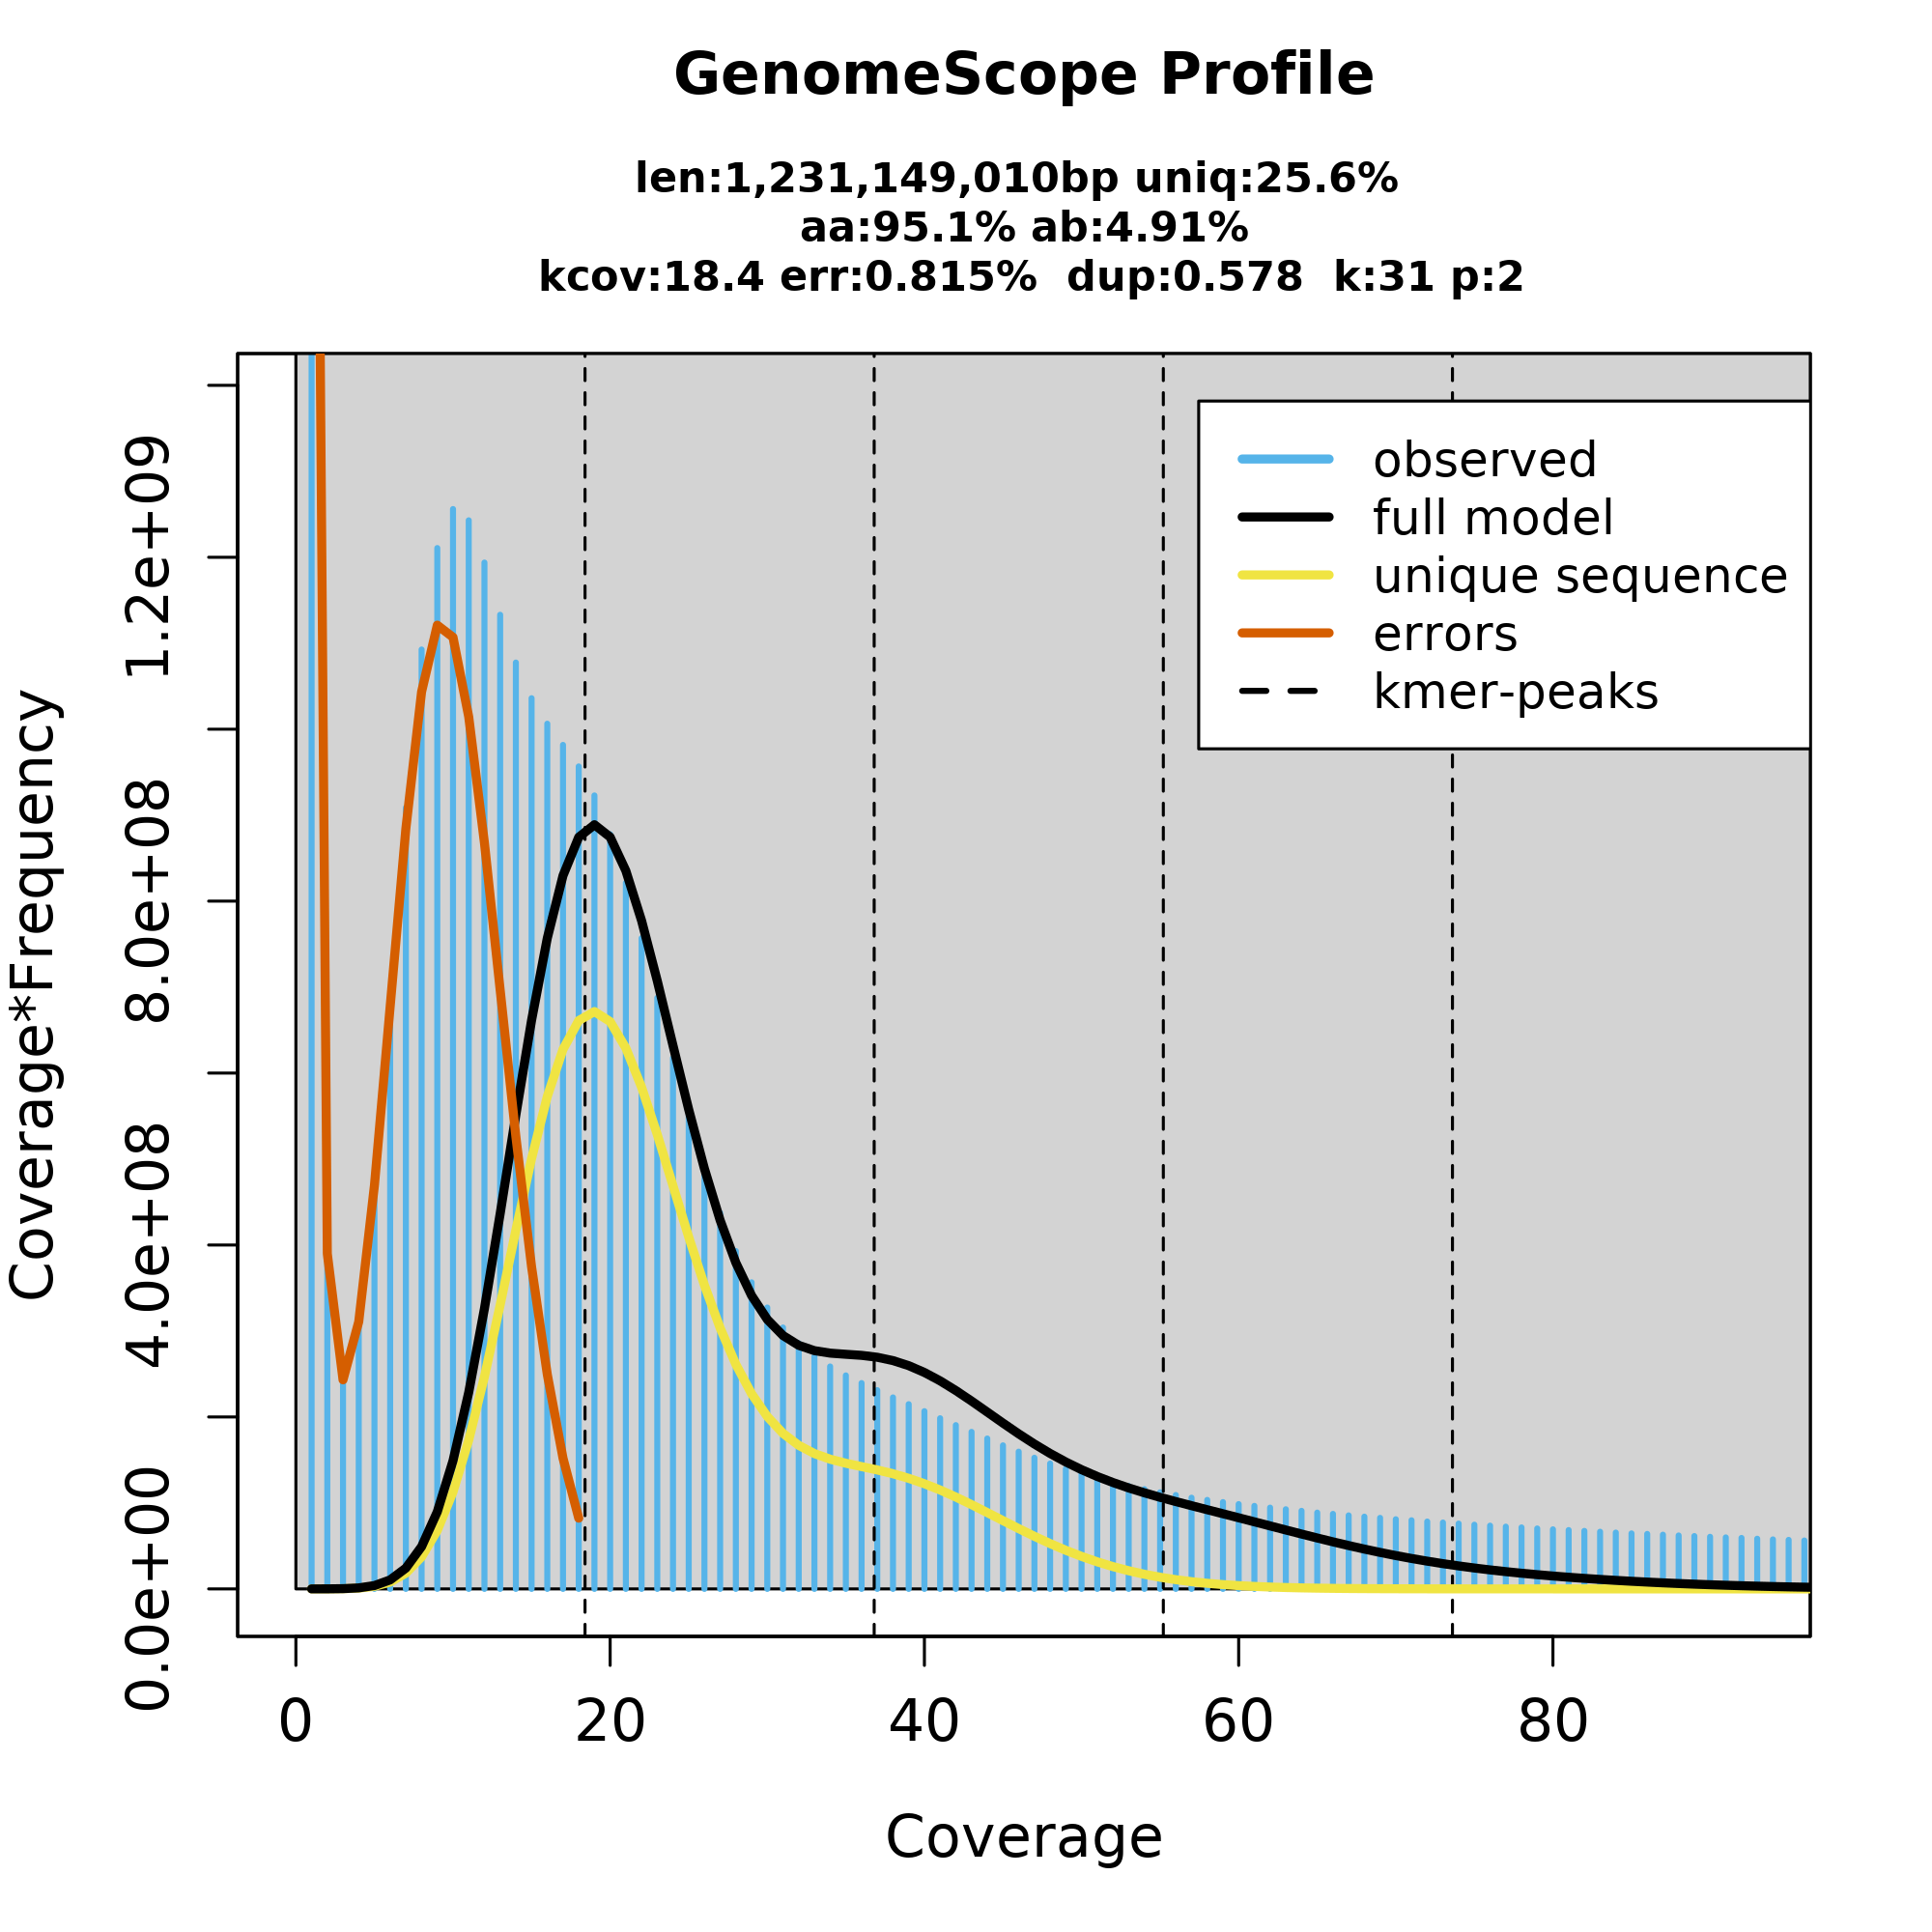 GenomeScope Profile
len:1,231,149,010bp uniq:25.6%
aa:95.1% ab:4.91%
kcov:18.4 err:0.815% dup:0.578 k:31 p:2
observed
full model
unique sequence
errors
kmer-peaks
Coverage*Frequency
1.2e+09
8.0e+08
4.0e+08
0.0e+00
0 20 40 60 80
Coverage